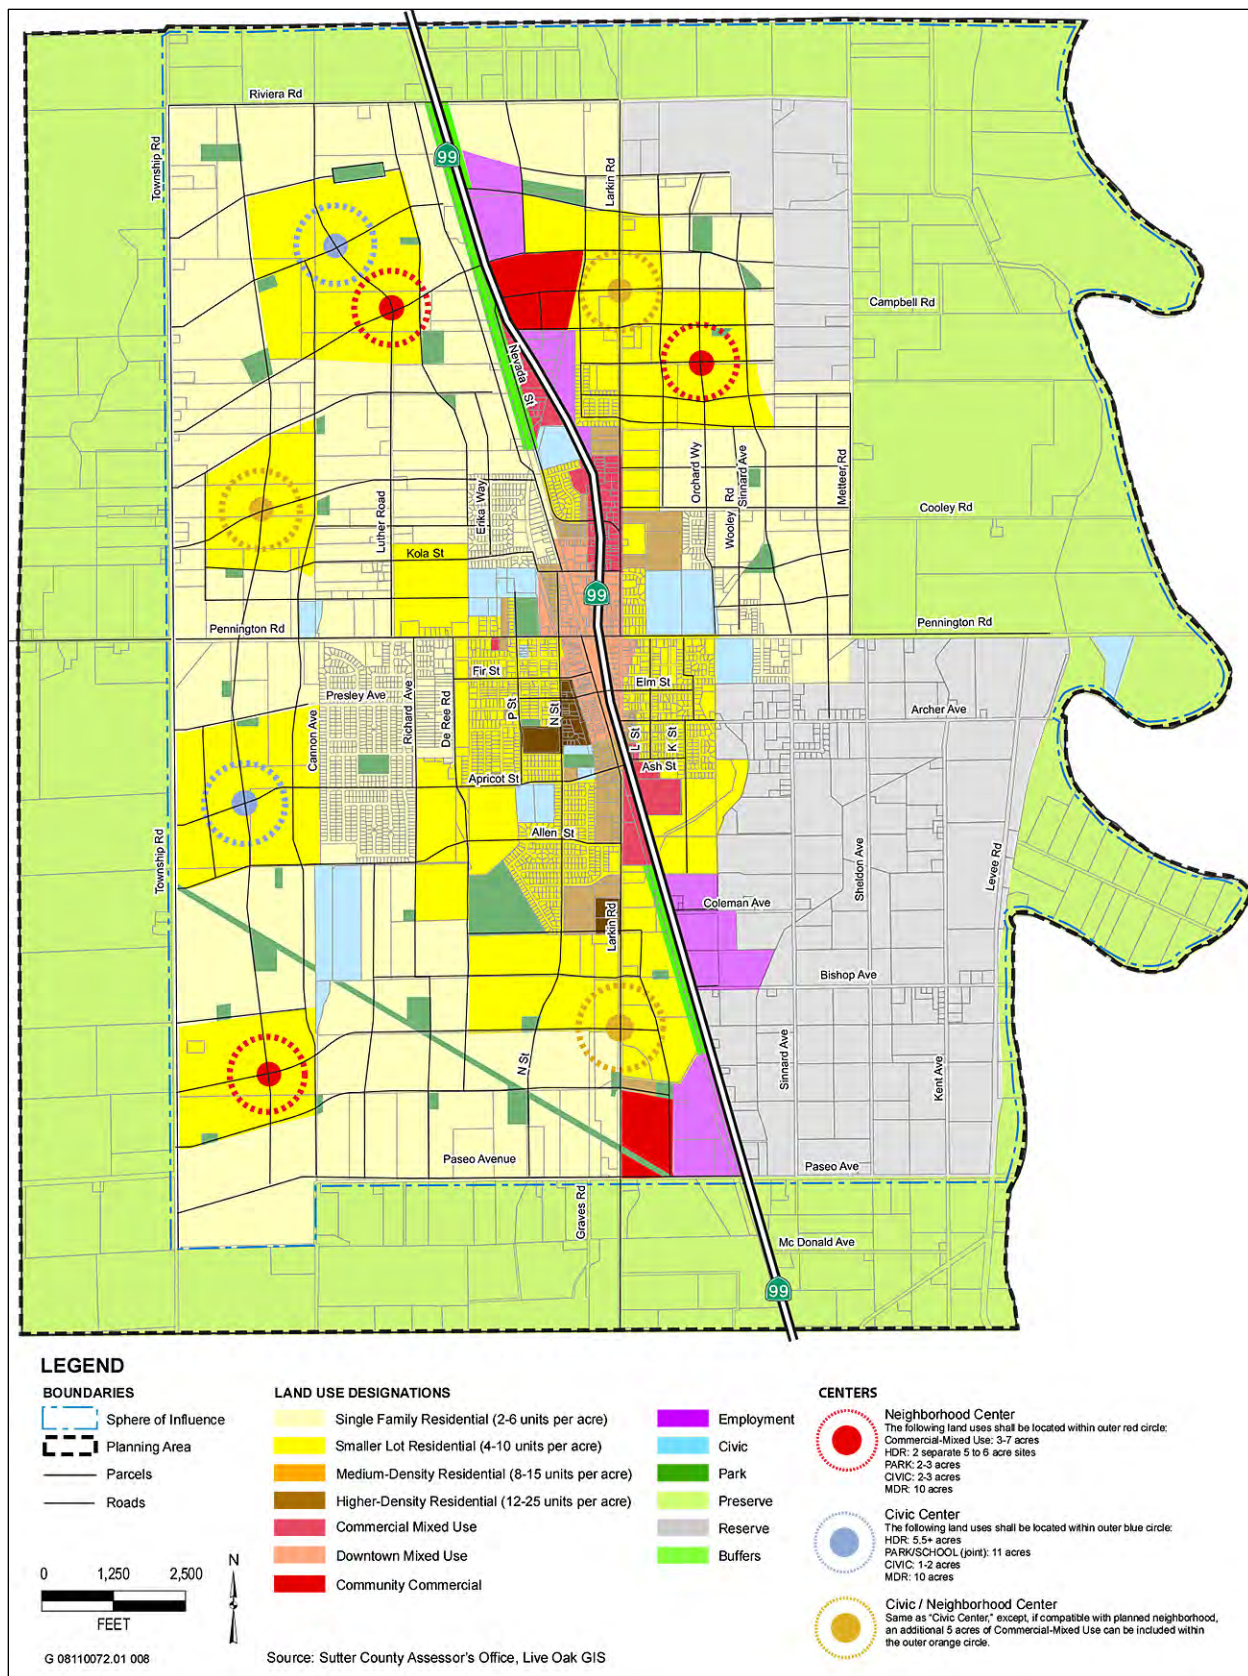 Riviera Rd
Township Rd
99
Larkin Rd
Campbell Rd
Nevada St
Orchard Wy
Wooley Rd
Sinnard Ave
Metteer Rd
Luther Road
Erika Way
Cooley Rd
Kola St
99
Pennington Rd
Pennington Rd
Fir St
Elm St
Presley Ave
Richard Ave
De Ree Rd
P St
N St
Archer Ave
Cannon Ave
L St
K St
Ash St
Apricot St
Township Rd
Allen St
Sheldon Ave
Levee Rd
Coleman Ave
Larkin Rd
Bishop Ave
N St
Sinnard Ave
Kent Ave
Paseo Avenue
Paseo Ave
Graves Rd
Mc Donald Ave
99
LEGEND
BOUNDARIES
Sphere of Influence
Planning Area
Parcels
Roads
0 1,250 2,500
FEET
N
G 08110072.01 008
LAND USE DESIGNATIONS
Single Family Residential (2-6 units per acre)
Smaller Lot Residential (4-10 units per acre)
Medium-Density Residential (8-15 units per acre)
Higher-Density Residential (12-25 units per acre)
Commercial Mixed Use
Downtown Mixed Use
Community Commercial
Employment
Civic
Park
Preserve
Reserve
Buffers
Source: Sutter County Assessor's Office, Live Oak GIS
CENTERS
Neighborhood Center
The following land uses shall be located within outer red circle:
Commercial-Mixed Use: 3-7 acres
HDR: 2 separate 5 to 6 acre sites
PARK: 2-3 acres
CIVIC: 2-3 acres
MDR: 10 acres
Civic Center
The following land uses shall be located within outer blue circle:
HDR: 5.5+ acres
PARK/SCHOOL (joint): 11 acres
CIVIC: 1-2 acres
MDR: 10 acres
Civic / Neighborhood Center
Same as "Civic Center," except, if compatible with planned neighborhood,
an additional 5 acres of Commercial-Mixed Use can be included within
the outer orange circle.